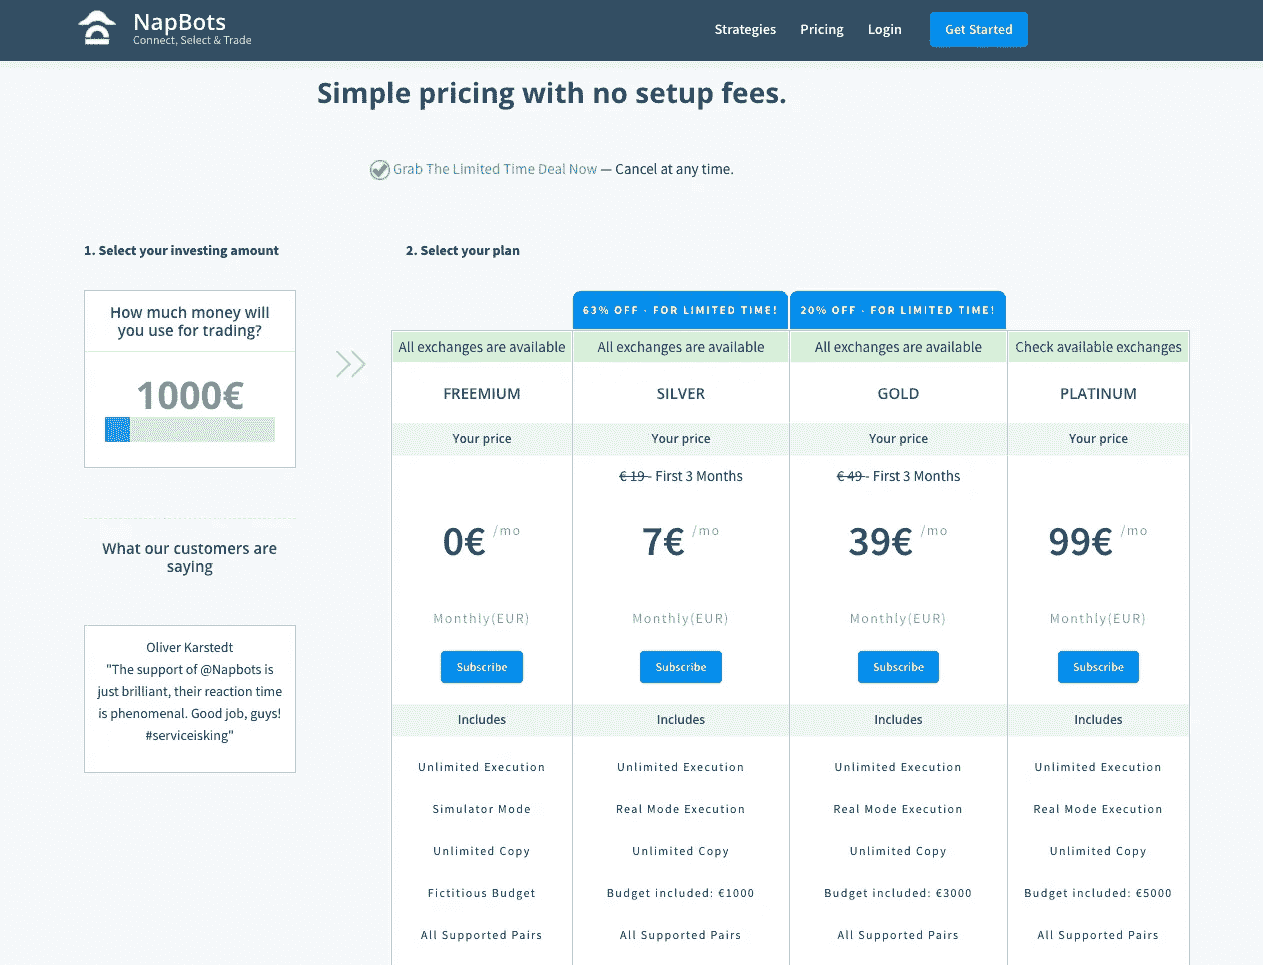 NapBots
Connect, Select & Trade
Strategies Pricing Login Get Started
Simple pricing with no setup fees.
Grab The Limited Time Deal Now — Cancel at any time.
1. Select your investing amount
How much money will
you use for trading?
1000€
What our customers are
saying
Oliver Karstedt
"The support of @Napbots is
just brilliant, their reaction time
is phenomenal. Good job, guys!
#serviceisking"
2. Select your plan
63% OFF - FOR LIMITED TIME! 20% OFF - FOR LIMITED TIME!
All exchanges are available All exchanges are available All exchanges are available Check available exchanges
FREEMIUM SILVER GOLD PLATINUM
Your price Your price Your price Your price
€ 19 - First 3 Months € 49 - First 3 Months
0€ /mo 7€ /mo 39€ /mo 99€ /mo
Monthly(EUR) Monthly(EUR) Monthly(EUR) Monthly(EUR)
Subscribe Subscribe Subscribe Subscribe
Includes Includes Includes Includes
Unlimited Execution Unlimited Execution Unlimited Execution Unlimited Execution
Simulator Mode Real Mode Execution Real Mode Execution Real Mode Execution
Unlimited Copy Unlimited Copy Unlimited Copy Unlimited Copy
Fictitious Budget Budget included: €1000 Budget included: €3000 Budget included: €5000
All Supported Pairs All Supported Pairs All Supported Pairs All Supported Pairs